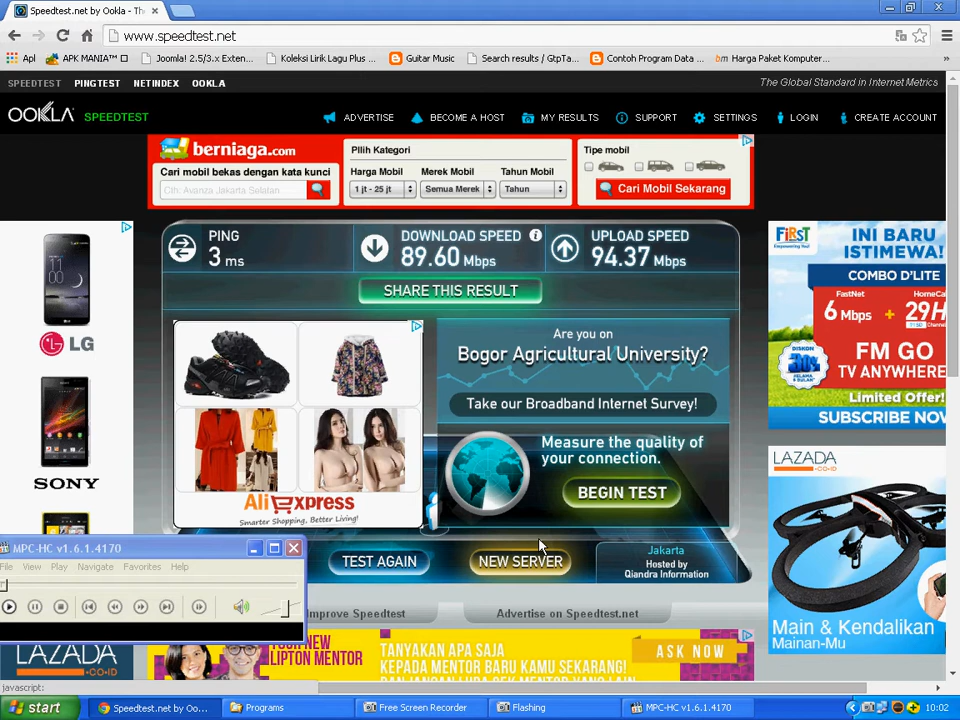 Speedtest.net by Ookla - Th
www.speedtest.net
Apl
APK MANIA™
Joomla! 2.5/3.x Exten...
Koleksi Lirik Lagu Plus ...
Guitar Music
Search results / GtpTa...
Contoh Program Data ...
bm Harga Paket Komputer...
»
SPEEDTEST PINGTEST NETINDEX OOKLA
The Global Standard in Internet Metrics
OOKLA SPEEDTEST
ADVERTISE
BECOME A HOST
MY RESULTS
SUPPORT
SETTINGS
LOGIN
CREATE ACCOUNT
berniaga.com
Cari mobil bekas dengan kata kunci
Cth: Avanza Jakarta Selatan
Pilih Kategori
Harga Mobil Merek Mobil Tahun Mobil
1 jt - 25 jt Semua Merek Tahun
Tipe mobil
Cari Mobil Sekarang
PING
3 ms
DOWNLOAD SPEED
89.60 Mbps
UPLOAD SPEED
94.37 Mbps
SHARE THIS RESULT
LG
SONY
AliExpress
Smarter Shopping, Better Living!
Are you on
Bogor Agricultural University?
Take our Broadband Internet Survey!
Measure the quality of
your connection.
BEGIN TEST
FIRST
Empowering You!
INI BARU
ISTIMEWA!
COMBO D'LITE
FastNet HomeCa
6 Mbps + 29H
DISKON
30%
FM GO
TV ANYWHERE
Limited Offer!
SUBSCRIBE NOW
LAZADA
.CO.ID
Main & Kendalikan
Mainan-Mu
TEST AGAIN
NEW SERVER
Jakarta
Hosted by
Qiandra Information
Improve Speedtest
Advertise on Speedtest.net
MPC-HC v1.6.1.4170
File View Play Navigate Favorites Help
LAZADA
.CO.ID
YOUR NEW
LIPTON MENTOR
TANYAKAN APA SAJA
KEPADA MENTOR BARU KAMU SEKARANG!
ASK NOW
javascript:
start
Speedtest.net by Oo...
Programs
Free Screen Recorder
Flashing
MPC-HC v1.6.1.4170
10:02